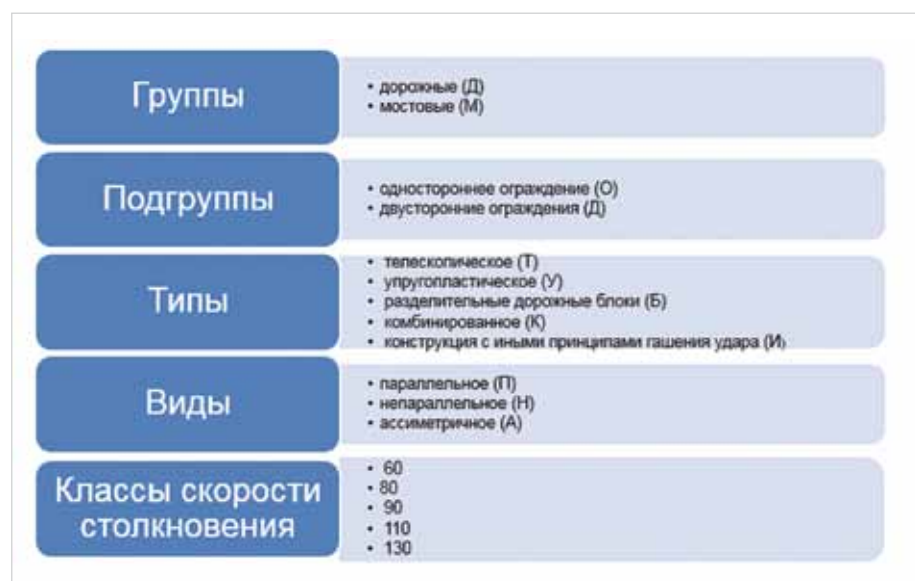 Группы
• дорожные (Д)
• мостовые (М)
Подгруппы
• одностороннее ограждение (О)
• двусторонние ограждения (Д)
Типы
• телескопическое (Т)
• упругопластическое (У)
• разделительные дорожные блоки (Б)
• комбинированное (К)
• конструкция с иными принципами гашения удара (И)
Виды
• параллельное (П)
• непараллельное (Н)
• ассиметричное (А)
Классы скорости
столкновения
• 60
• 80
• 90
• 110
• 130